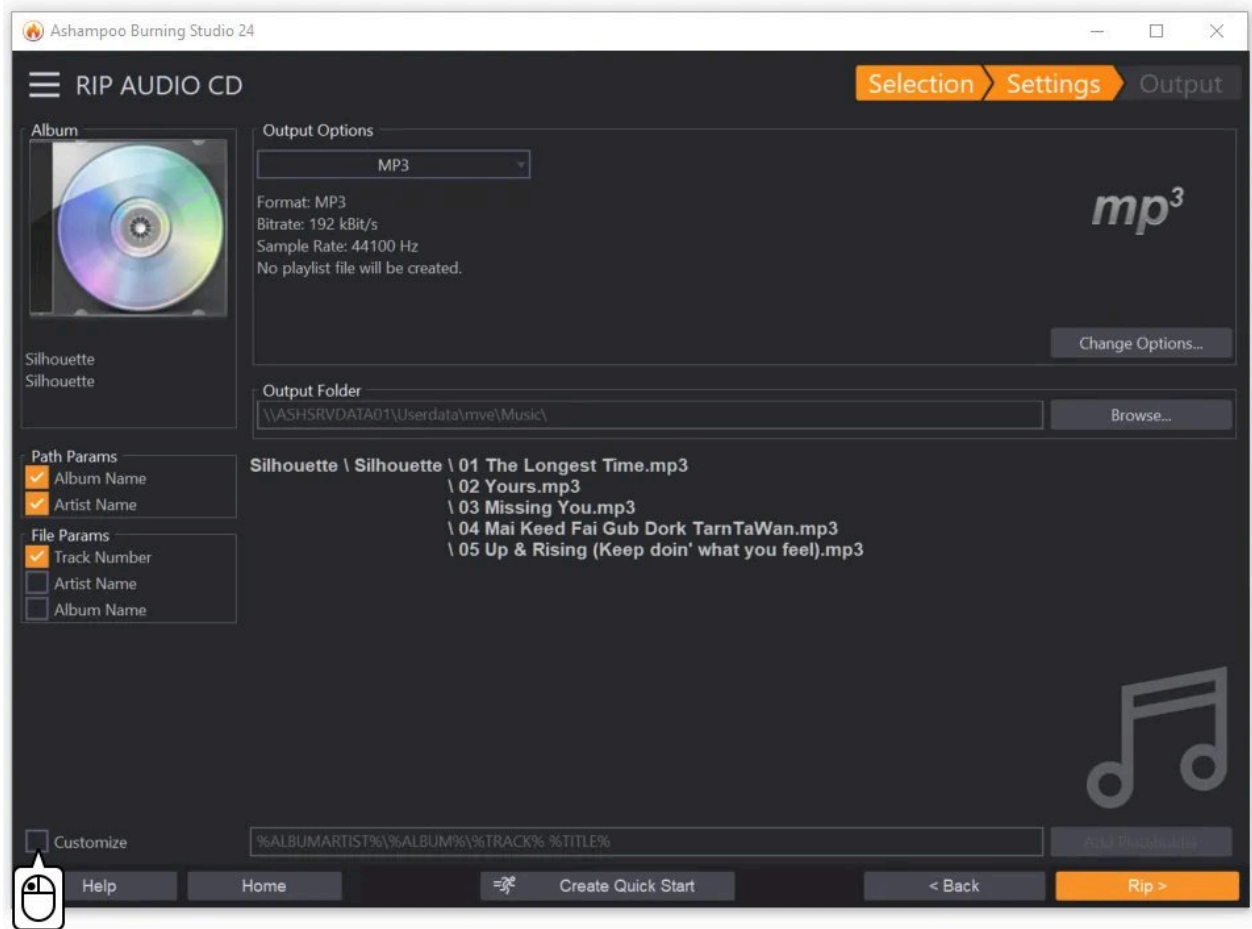 Ashampoo Burning Studio 24
RIP AUDIO CD
Selection Settings Output
Album
Silhouette
Silhouette
Output Options
MP3
Format: MP3
Bitrate: 192 kBit/s
Sample Rate: 44100 Hz
No playlist file will be created.
mp3
Change Options...
Output Folder
\\ASHSRVDATA01\Userdata\mve\Music\
Browse...
Path Params
Album Name
Artist Name
File Params
Track Number
Artist Name
Album Name
Silhouette \ Silhouette \ 01 The Longest Time.mp3
\ 02 Yours.mp3
\ 03 Missing You.mp3
\ 04 Mai Keed Fai Gub Dork TarnTaWan.mp3
\ 05 Up & Rising (Keep doin' what you feel).mp3
Customize
%ALBUMARTIST%\%ALBUM%\%TRACK% %TITLE%
Add Placeholder
Help
Home
Create Quick Start
< Back
Rip >